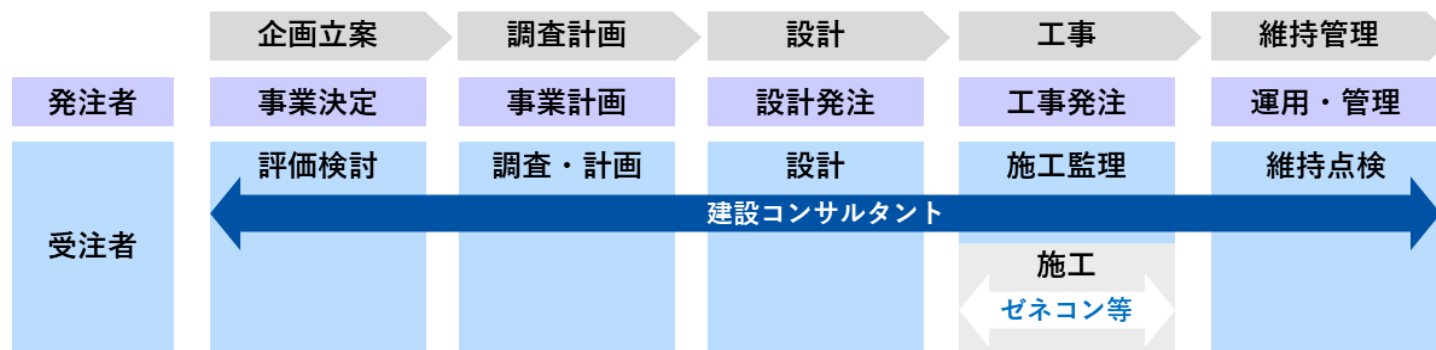 企画立案 調査計画 設計 工事 維持管理
発注者 事業決定 事業計画 設計発注 工事発注 運用・管理
評価検討 調査・計画 設計 施工監理 維持点検
建設コンサルタント
受注者
施工
ゼネコン等